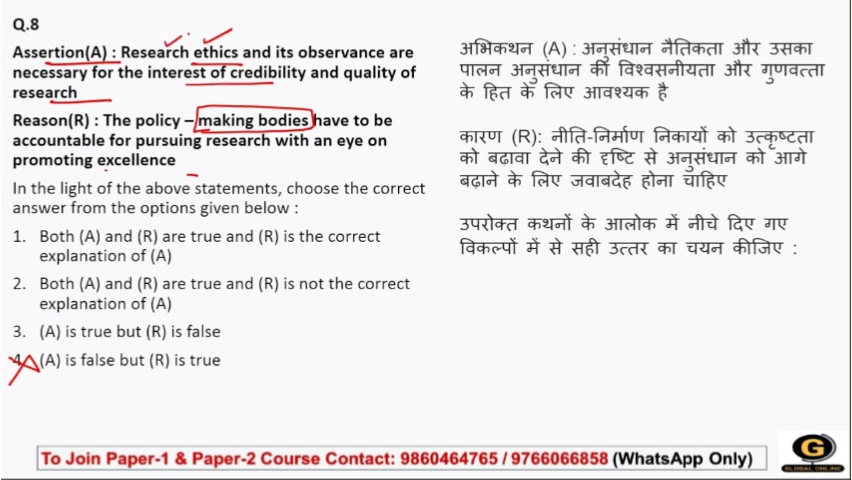 Q.8
Assertion(A) : Research ethics and its observance are
necessary for the interest of credibility and quality of
research
Reason(R) : The policy – making bodies have to be
accountable for pursuing research with an eye on
promoting excellence
In the light of the above statements, choose the correct
answer from the options given below :
1. Both (A) and (R) are true and (R) is the correct
explanation of (A)
2. Both (A) and (R) are true and (R) is not the correct
explanation of (A)
3. (A) is true but (R) is false
4. (A) is false but (R) is true
अभिकथन (A) : अनुसंधान नैतिकता और उसका
पालन अनुसंधान की विश्वसनीयता और गुणवत्ता
के हित के लिए आवश्यक है
कारण (R): नीति-निर्माण निकायों को उत्कृष्टता
को बढ़ावा देने की दृष्टि से अनुसंधान को आगे
बढ़ाने के लिए जवाबदेह होना चाहिए
उपरोक्त कथनों के आलोक में नीचे दिए गए
विकल्पों में से सही उत्तर का चयन कीजिए :
To Join Paper-1 & Paper-2 Course Contact: 9860464765 / 9766066858 (WhatsApp Only)
G
GLOBAL ONLINE